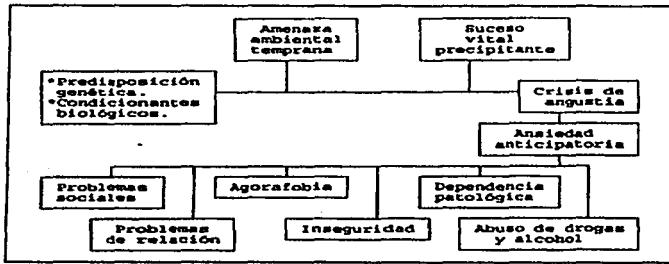 Amenaza
ambiental
temprana
Suceso
vital
precipitante
*Predisposición
genética.
*Condicionantes
biológicos.
Crisis de
angustia
Ansiedad
anticipatoria
Problemas
sociales
Agorafobia
Dependencia
patológica
Problemas
de relación
Inseguridad
Abuso de drogas
y alcohol